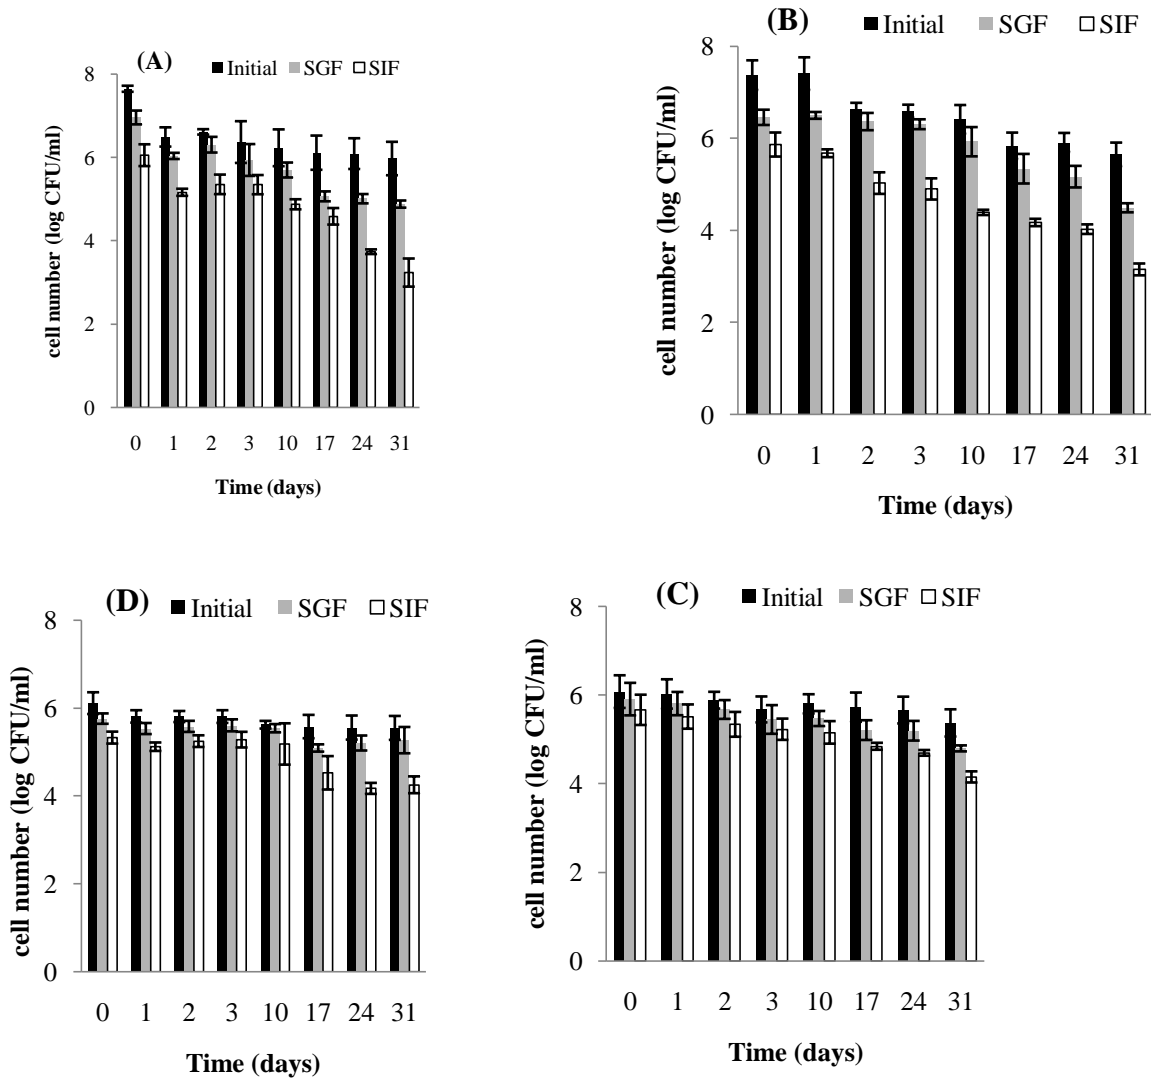 (A) Initial SGF SIF
8
6
4
2
0
cell number (log CFU/ml)
0 1 2 3 10 17 24 31
Time (days)
(B) Initial SGF SIF
8
6
4
2
0
cell number (log CFU/ml)
0 1 2 3 10 17 24 31
Time (days)
(D) Initial SGF SIF
8
6
4
2
0
cell number (log CFU/ml)
0 1 2 3 10 17 24 31
Time (days)
(C) Initial SGF SIF
8
6
4
2
0
cell number (log CFU/ml)
0 1 2 3 10 17 24 31
Time (days)